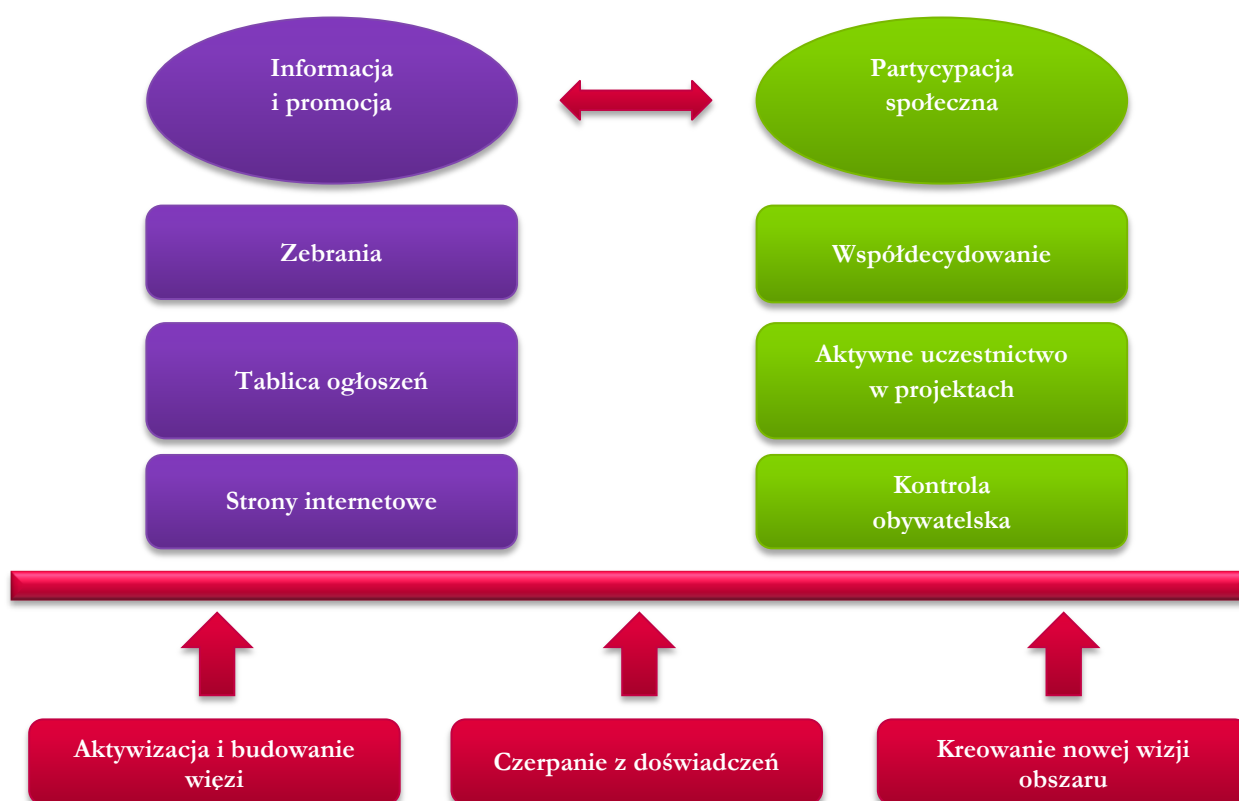 Informacja
i promocja
Partycypacja
społeczna
Zebrania
Współdecydowanie
Tablica ogłoszeń
Aktywne uczestnictwo
w projektach
Strony internetowe
Kontrola
obywatelska
Aktywizacja i budowanie
więzi
Czerpanie z doświadczeń
Kreowanie nowej wizji
obszaru